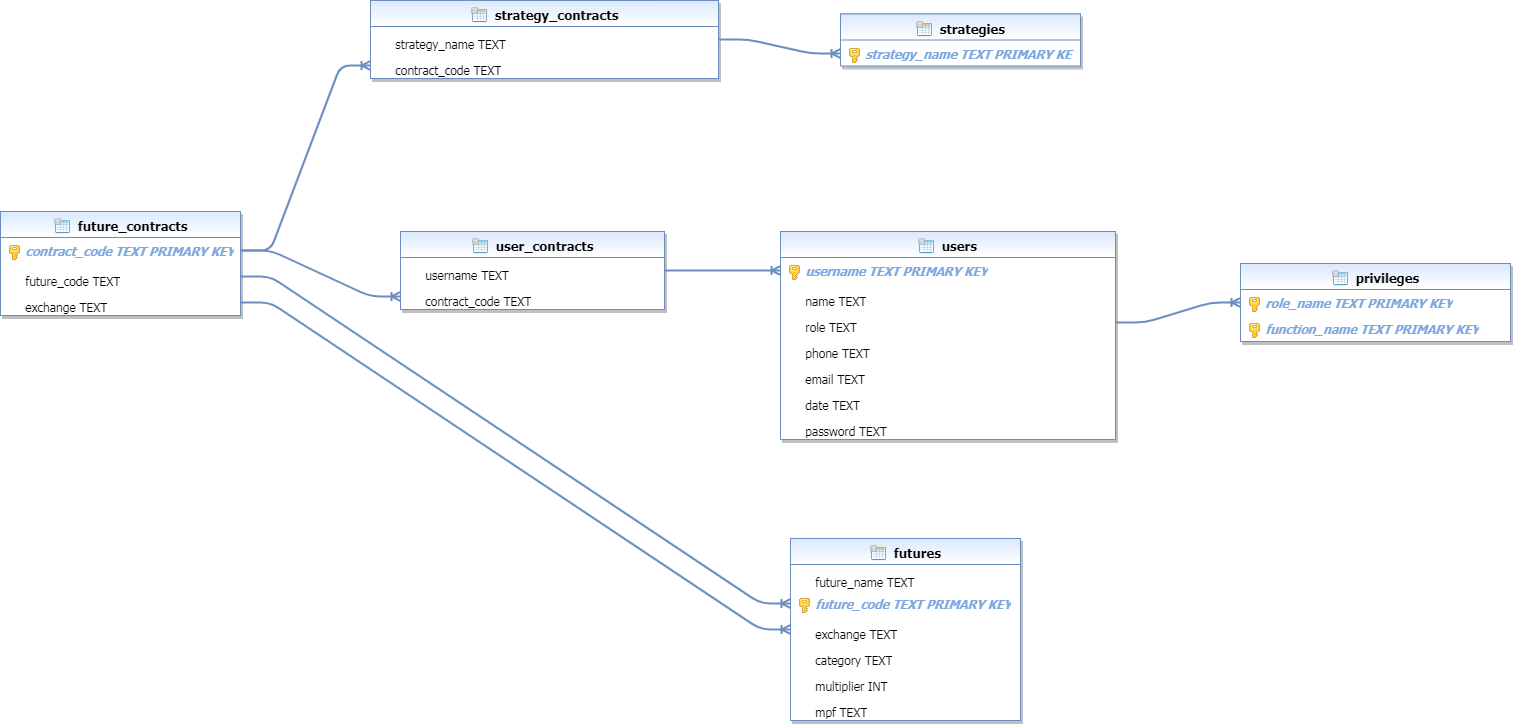 strategy_contracts
strategy_name TEXT
contract_code TEXT
strategies
strategy_name TEXT PRIMARY KE
future_contracts
contract_code TEXT PRIMARY KEY
future_code TEXT
exchange TEXT
user_contracts
username TEXT
contract_code TEXT
users
username TEXT PRIMARY KEY
name TEXT
role TEXT
phone TEXT
email TEXT
date TEXT
password TEXT
privileges
role_name TEXT PRIMARY KEY
function_name TEXT PRIMARY KEY
futures
future_name TEXT
future_code TEXT PRIMARY KEY
exchange TEXT
category TEXT
multiplier INT
mpf TEXT